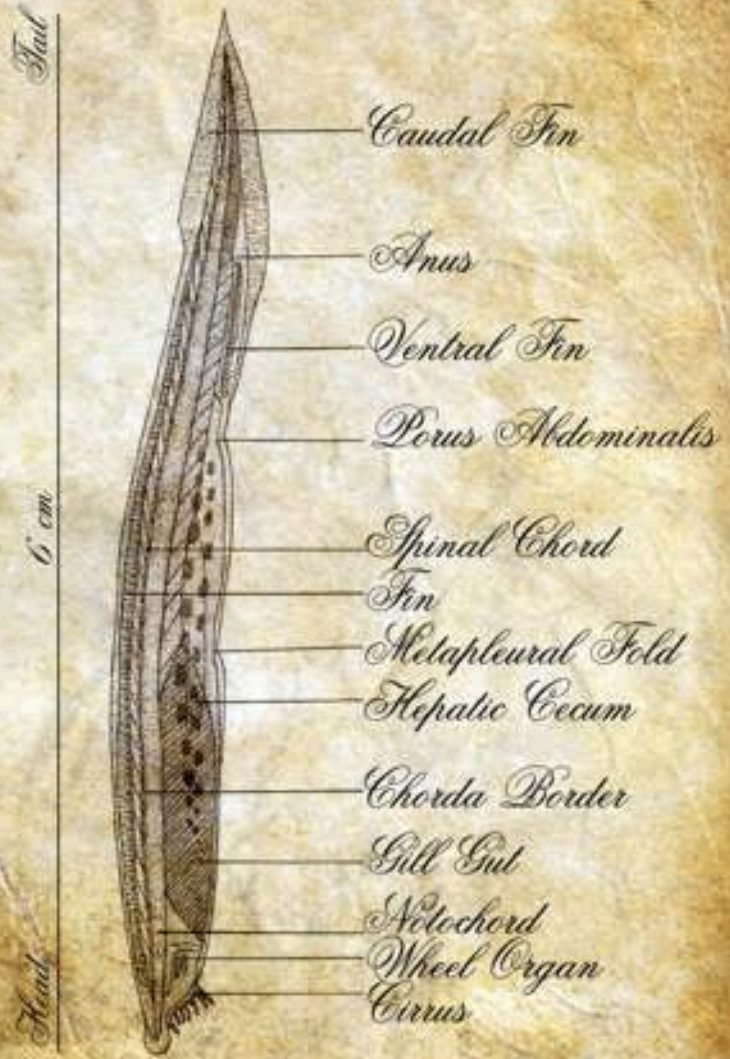 Tail
Caudal Fin
Anus
Ventral Fin
Porus Abdominalis
6 cm
Spinal Chord
Fin
Metapleural Fold
Hepatic Cecum
Chorda Border
Gill Gut
Notochord
Wheel Organ
Cirrus
Head